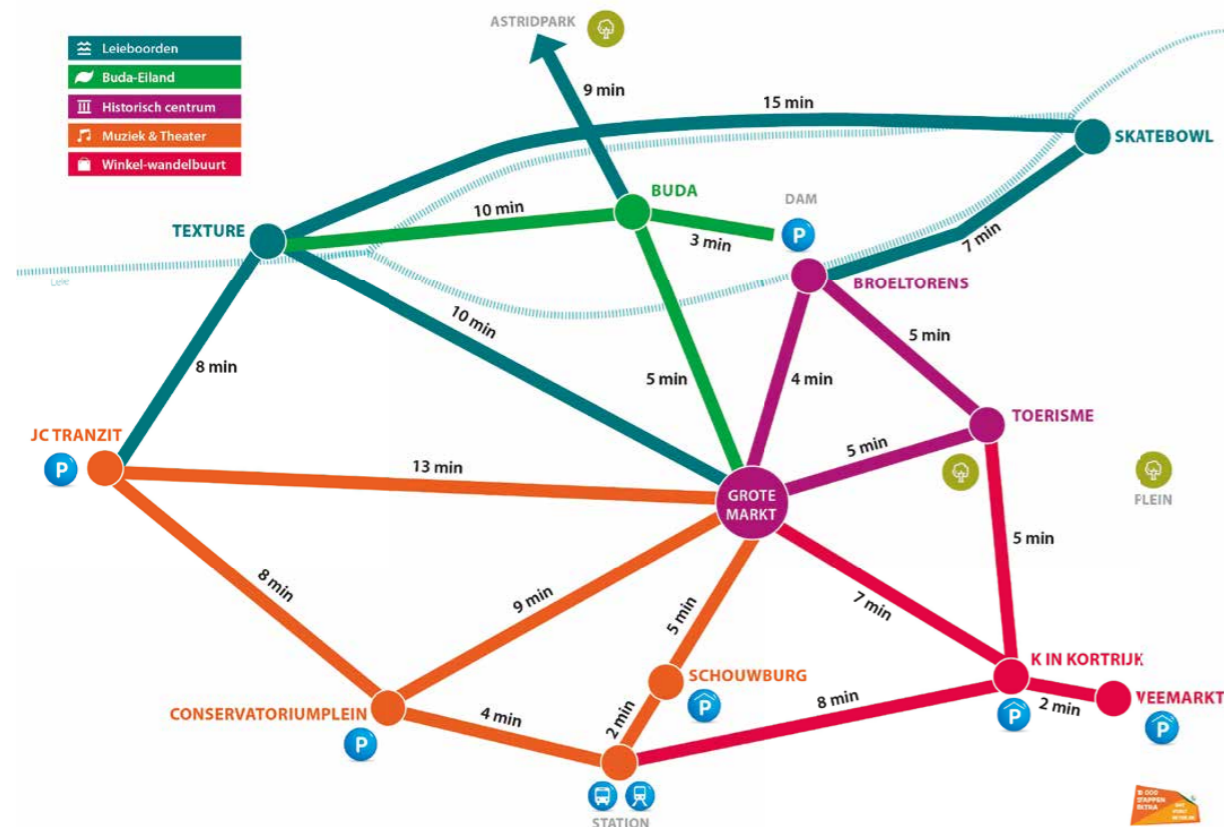 ASTRIDPARK
Leieboorden
Buda-Eiland
Historisch centrum
Muziek & Theater
Winkel-wandelbuurt
9 min
15 min
SKATEBOWL
BUDA
DAM
P
10 min
3 min
TEXTURE
7 min
BROELTORENS
Leie
10 min
5 min
8 min
5 min
4 min
TOERISME
JC TRANZIT
P
13 min
5 min
GROTE
MARKT
PLEIN
5 min
8 min
9 min
7 min
5 min
K IN KORTRIJK
SCHOUWBURG
P
8 min
2 min
VEEMARKT
P
P
CONSERVATORIUMPLEIN
P
4 min
2 min
STATION